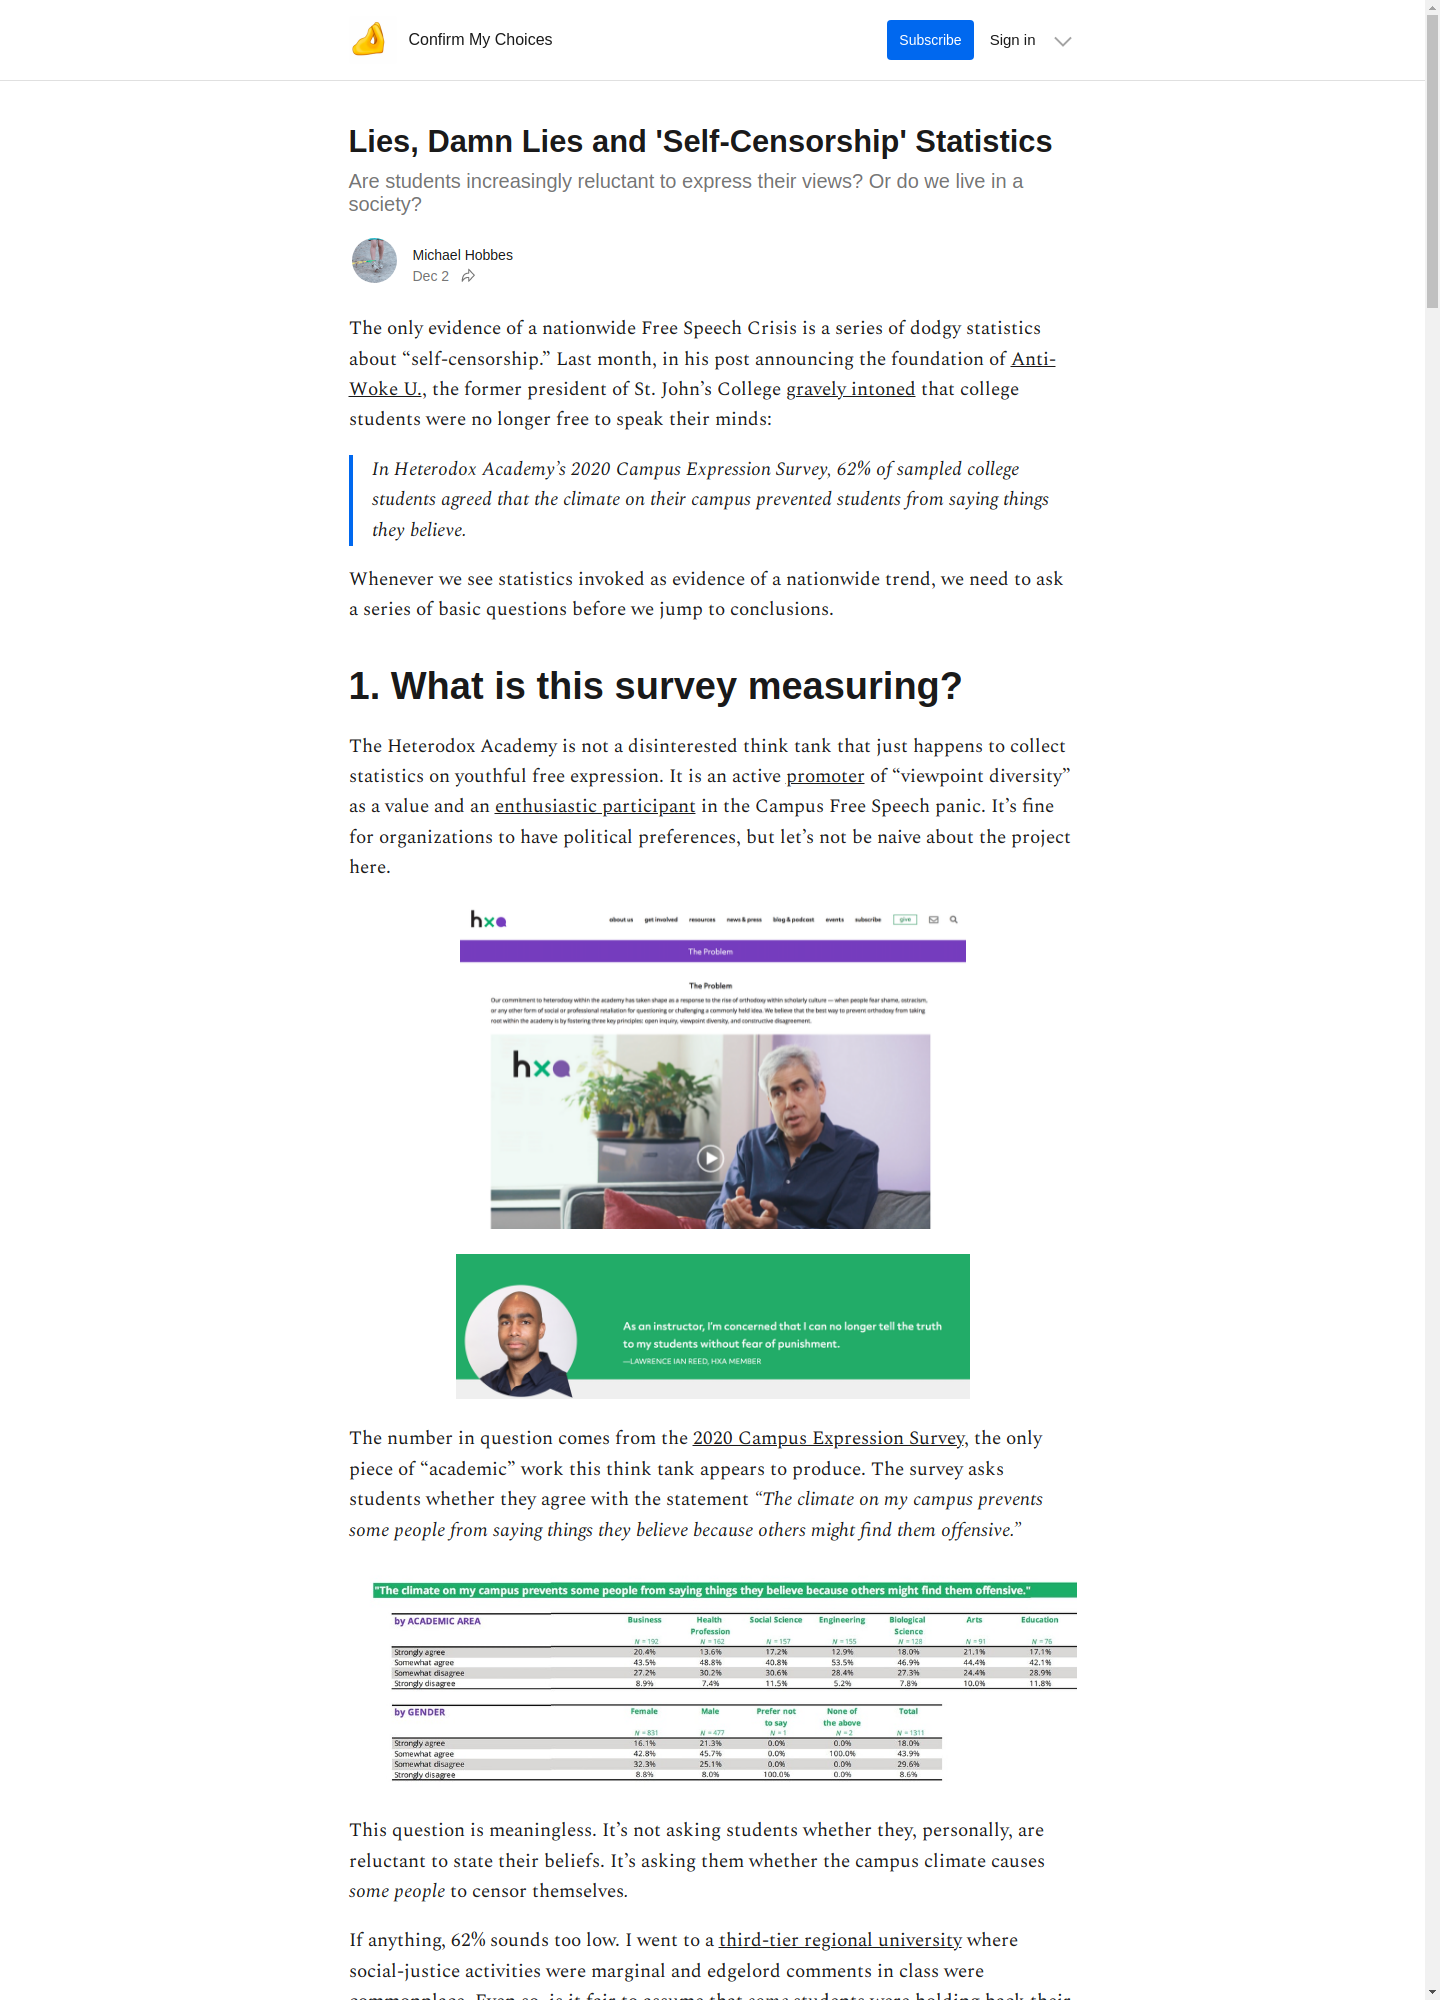 Confirm My Choices
Subscribe
Sign in
Lies, Damn Lies and 'Self-Censorship' Statistics
Are students increasingly reluctant to express their views? Or do we live in a
society?
Michael Hobbes
Dec 2
The only evidence of a nationwide Free Speech Crisis is a series of dodgy statistics
about “self-censorship.” Last month, in his post announcing the foundation of Anti-
Woke U., the former president of St. John’s College gravely intoned that college
students were no longer free to speak their minds:
In Heterodox Academy’s 2020 Campus Expression Survey, 62% of sampled college
students agreed that the climate on their campus prevented students from saying things
they believe.
Whenever we see statistics invoked as evidence of a nationwide trend, we need to ask
a series of basic questions before we jump to conclusions.
1. What is this survey measuring?
The Heterodox Academy is not a disinterested think tank that just happens to collect
statistics on youthful free expression. It is an active promoter of “viewpoint diversity”
as a value and an enthusiastic participant in the Campus Free Speech panic. It’s fine
for organizations to have political preferences, but let’s not be naive about the project
here.
hxa
about us get involved resources news & press blog & podcast events subscribe give
The Problem
The Problem
Our commitment to heterodoxy within the academy has taken shape as a response to the rise of orthodoxy within scholarly culture — when people fear shame, ostracism,
or any other form of social or professional retaliation for questioning or challenging a commonly held idea. We believe that the best way to prevent orthodoxy from taking
root within the academy is by fostering three key principles: open inquiry, viewpoint diversity, and constructive disagreement.
hxa
As an instructor, I’m concerned that I can no longer tell the truth
to my students without fear of punishment.
—LAWRENCE IAN REED, HXA MEMBER
The number in question comes from the 2020 Campus Expression Survey, the only
piece of “academic” work this think tank appears to produce. The survey asks
students whether they agree with the statement “The climate on my campus prevents
some people from saying things they believe because others might find them offensive.”
"The climate on my campus prevents some people from saying things they believe because others might find them offensive."
by ACADEMIC AREA Business Health Social Science Engineering Biological Arts Education
Profession Science
N = 192 N = 162 N = 157 N = 155 N = 128 N = 91 N = 76
Strongly agree 20.4% 13.6% 17.2% 12.9% 18.0% 21.1% 17.1%
Somewhat agree 43.5% 48.8% 40.8% 53.5% 46.9% 44.4% 42.1%
Somewhat disagree 27.2% 30.2% 30.6% 28.4% 27.3% 24.4% 28.9%
Strongly disagree 8.9% 7.4% 11.5% 5.2% 7.8% 10.0% 11.8%
by GENDER Female Male Prefer not None of Total
to say the above
N = 831 N = 477 N = 1 N = 2 N = 1311
Strongly agree 16.1% 21.3% 0.0% 0.0% 18.0%
Somewhat agree 42.8% 45.7% 0.0% 100.0% 43.9%
Somewhat disagree 32.3% 25.1% 0.0% 0.0% 29.6%
Strongly disagree 8.8% 8.0% 100.0% 0.0% 8.6%
This question is meaningless. It’s not asking students whether they, personally, are
reluctant to state their beliefs. It’s asking them whether the campus climate causes
some people to censor themselves.
If anything, 62% sounds too low. I went to a third-tier regional university where
social-justice activities were marginal and edgelord comments in class were
commonplace. Even so, is it fair to assume that some students were holding back their